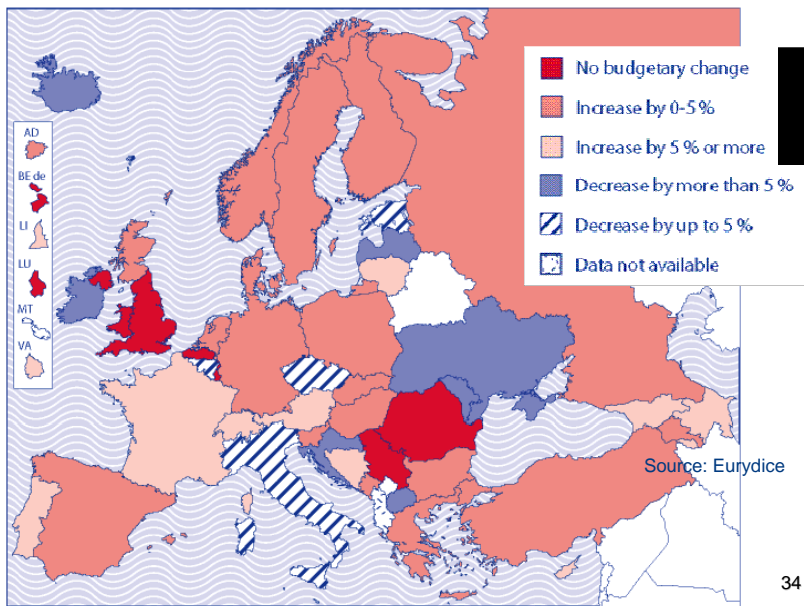 No budgetary change
Increase by 0-5%
Increase by 5 % or more
Decrease by more than 5 %
Decrease by up to 5 %
Data not available
AD
BE de
LI
LU
MT
VA
Source: Eurydice
34